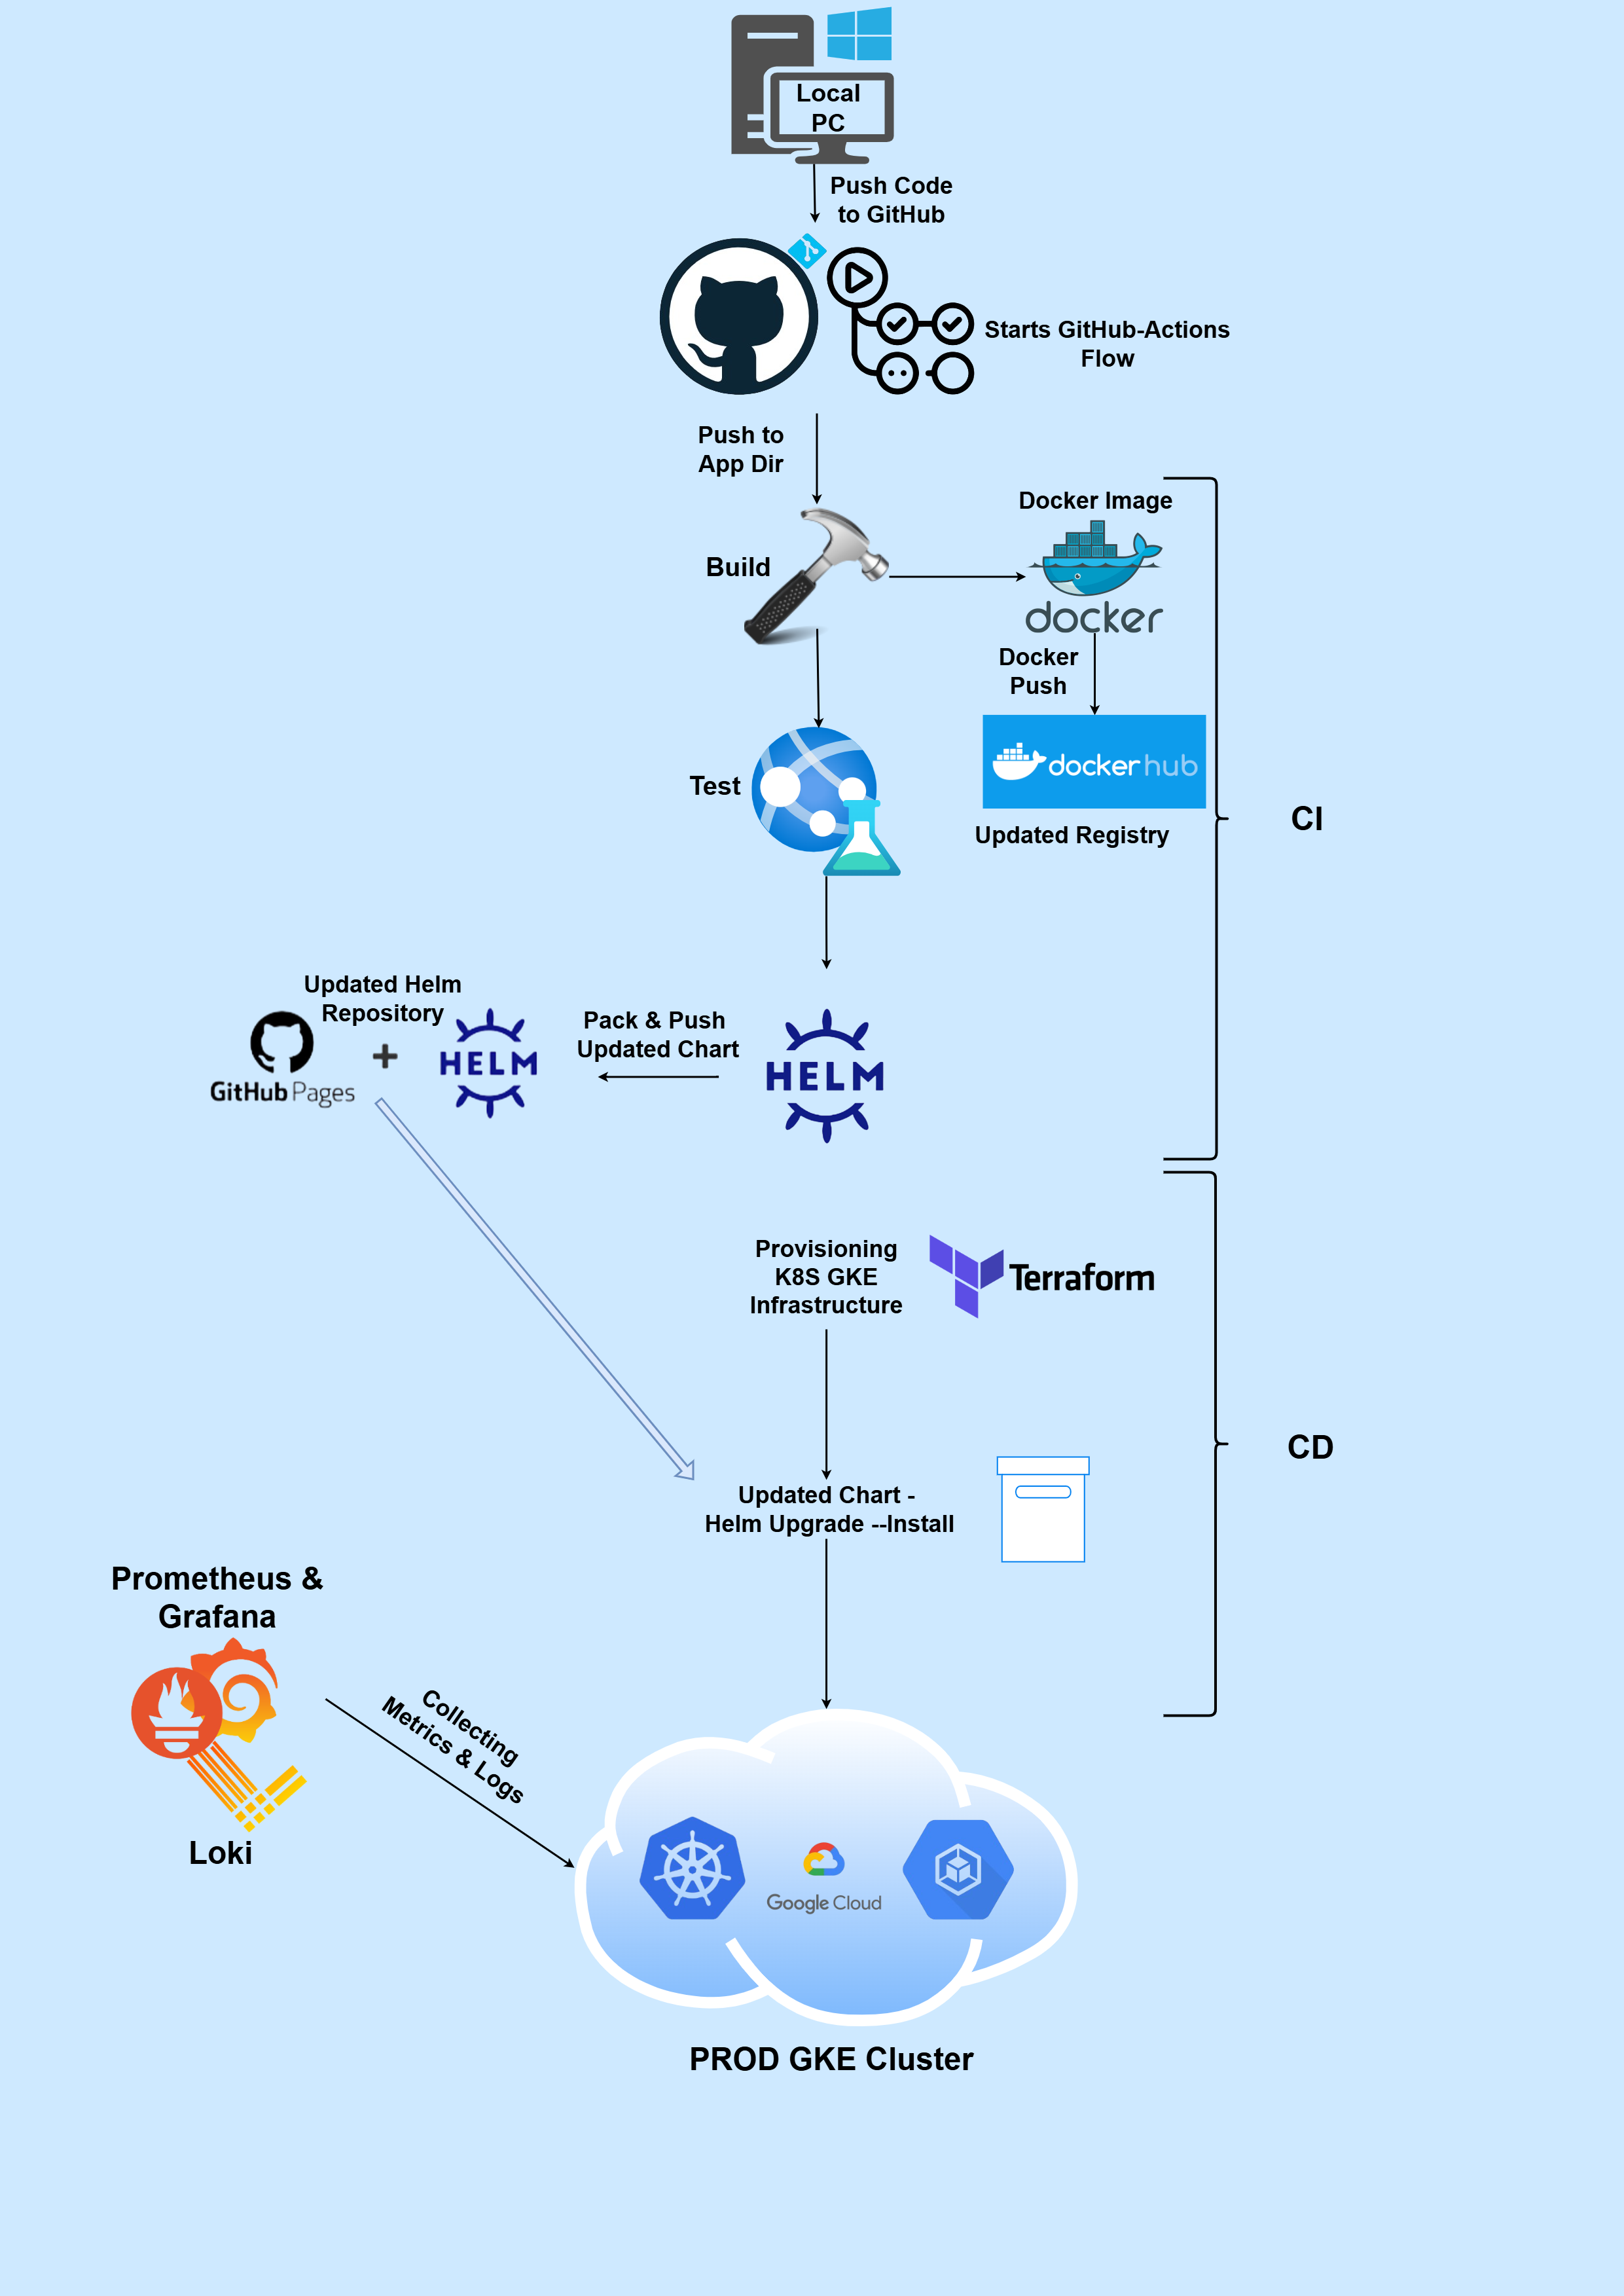 Local
PC
Push Code
to GitHub
Starts GitHub-Actions
Flow
Push to
App Dir
Docker Image
Build
docker
Docker
Push
dockerhub
Test
Updated Registry
CI
Updated Helm
Repository
Pack & Push
Updated Chart
HELM
HELM
GitHub Pages
Provisioning
K8S GKE
Infrastructure
Terraform
CD
Updated Chart -
Helm Upgrade --Install
Prometheus &
Grafana
Collecting
Metrics & Logs
Loki
Google Cloud
PROD GKE Cluster